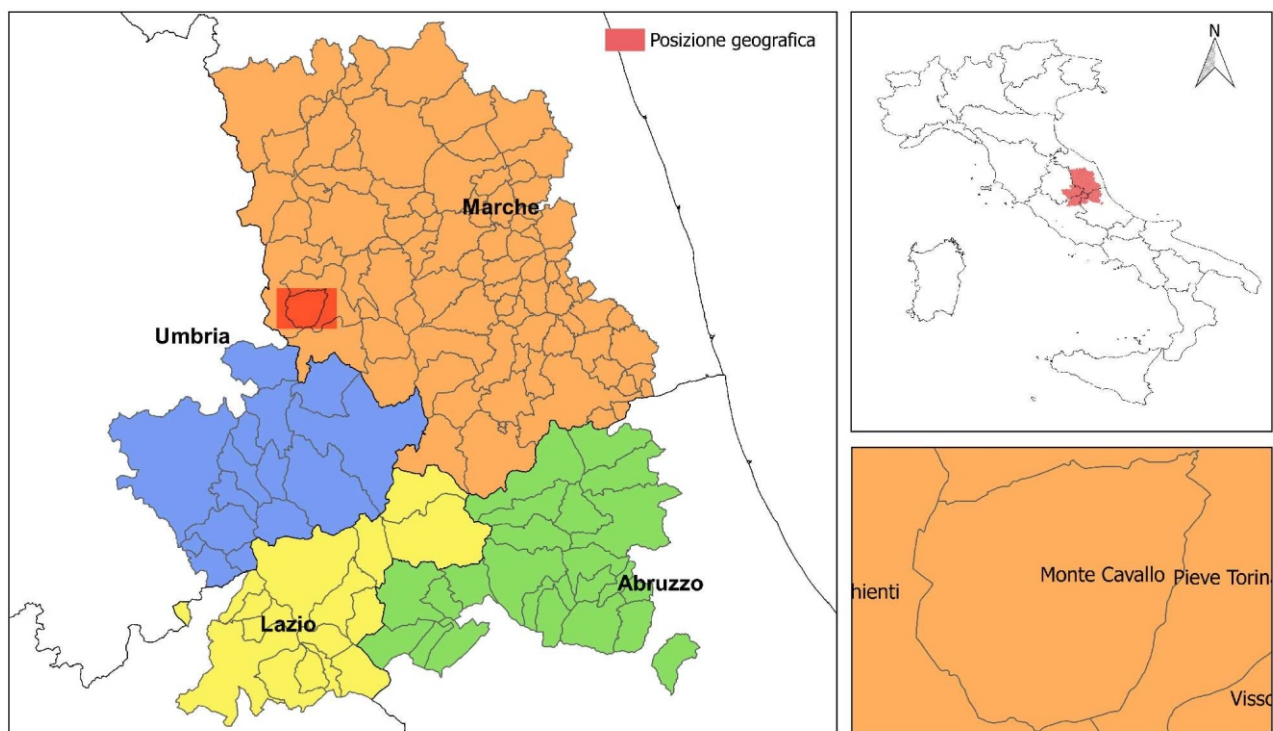 Posizione geografica
Marche
Umbria
Lazio
Abruzzo
N
Monte Cavallo
Pieve Torina
hienti
Visso